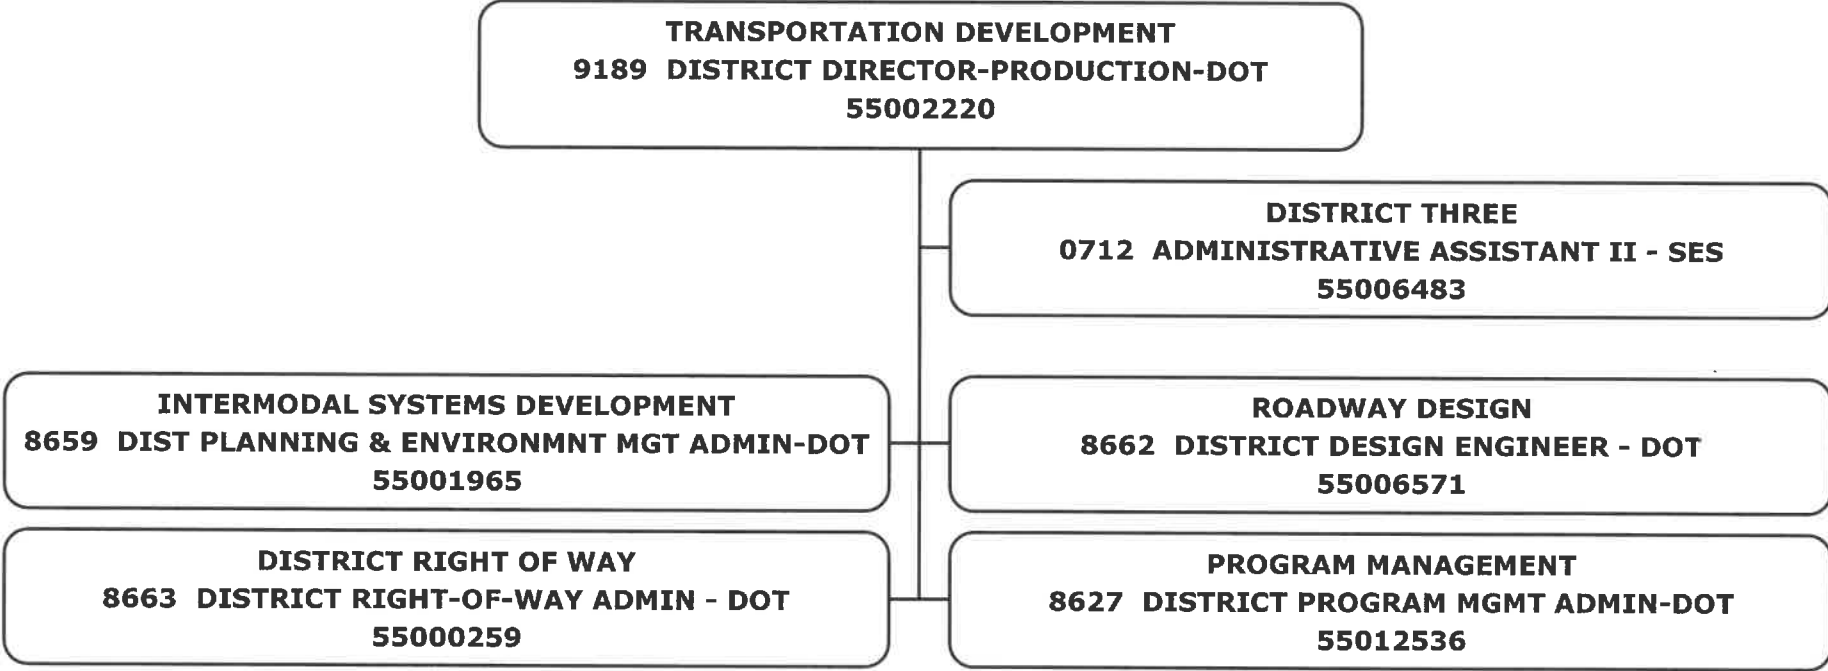 TRANSPORTATION DEVELOPMENT
9189 DISTRICT DIRECTOR-PRODUCTION-DOT
55002220
DISTRICT THREE
0712 ADMINISTRATIVE ASSISTANT II - SES
55006483
INTERMODAL SYSTEMS DEVELOPMENT
8659 DIST PLANNING & ENVIRONMNT MGT ADMIN-DOT
55001965
ROADWAY DESIGN
8662 DISTRICT DESIGN ENGINEER - DOT
55006571
DISTRICT RIGHT OF WAY
8663 DISTRICT RIGHT-OF-WAY ADMIN - DOT
55000259
PROGRAM MANAGEMENT
8627 DISTRICT PROGRAM MGMT ADMIN-DOT
55012536